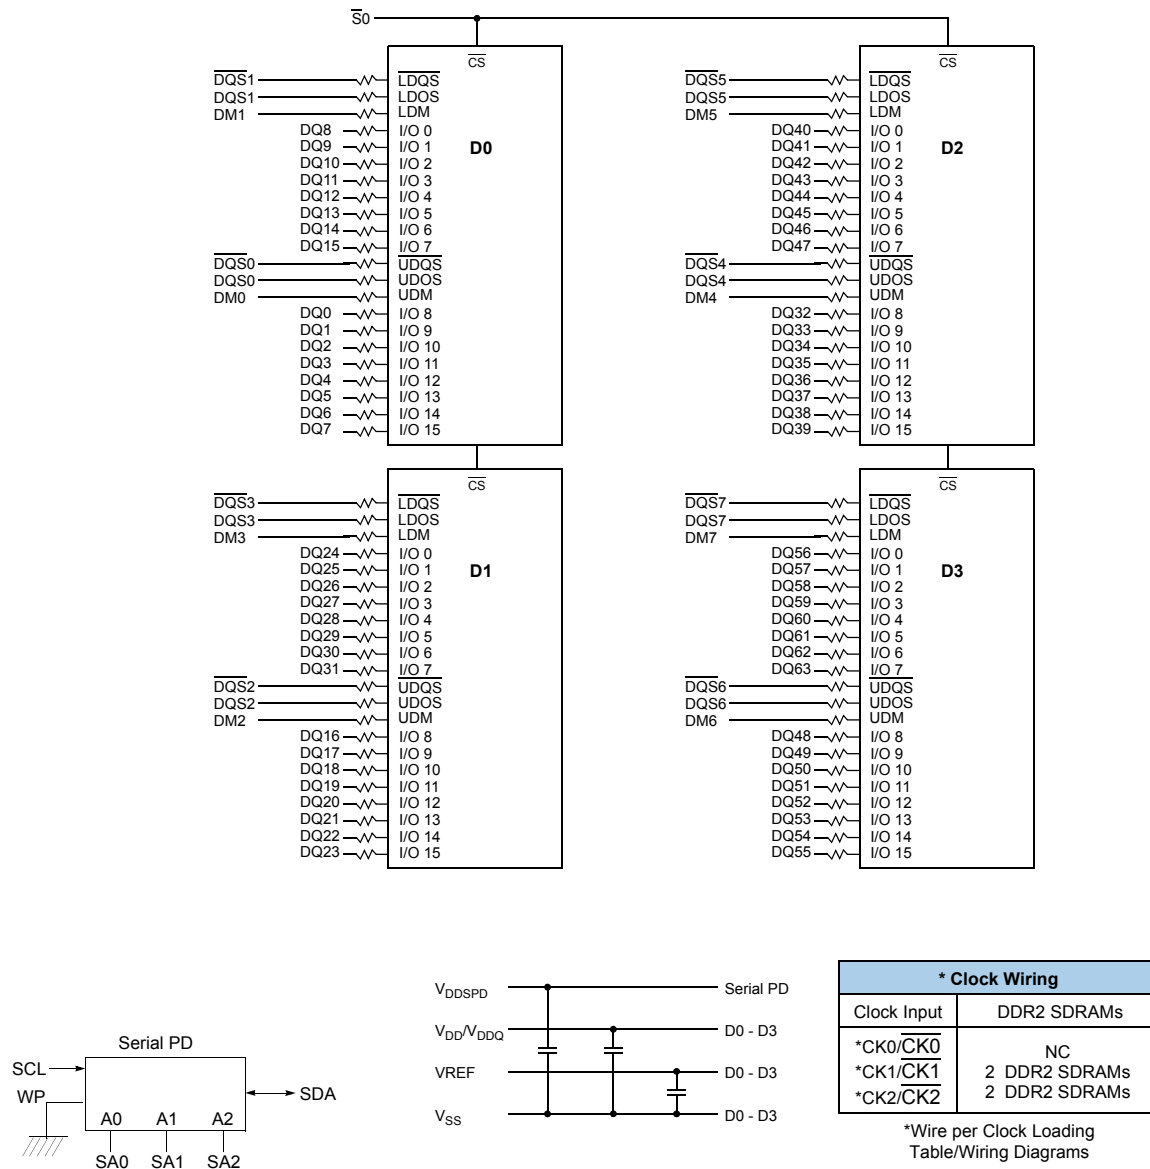 S0
CS
DQS1 LDQS
DQS1 LDOS
DM1 LDM
DQ8 I/O 0
DQ9 I/O 1
DQ10 I/O 2
DQ11 I/O 3
DQ12 I/O 4
DQ13 I/O 5
DQ14 I/O 6
DQ15 I/O 7
DQS0 UDQS
DQS0 UDOS
DM0 UDM
DQ0 I/O 8
DQ1 I/O 9
DQ2 I/O 10
DQ3 I/O 11
DQ4 I/O 12
DQ5 I/O 13
DQ6 I/O 14
DQ7 I/O 15
D0
CS
DQS5 LDQS
DQS5 LDOS
DM5 LDM
DQ40 I/O 0
DQ41 I/O 1
DQ42 I/O 2
DQ43 I/O 3
DQ44 I/O 4
DQ45 I/O 5
DQ46 I/O 6
DQ47 I/O 7
DQS4 UDQS
DQS4 UDOS
DM4 UDM
DQ32 I/O 8
DQ33 I/O 9
DQ34 I/O 10
DQ35 I/O 11
DQ36 I/O 12
DQ37 I/O 13
DQ38 I/O 14
DQ39 I/O 15
D2
CS
DQS3 LDQS
DQS3 LDOS
DM3 LDM
DQ24 I/O 0
DQ25 I/O 1
DQ26 I/O 2
DQ27 I/O 3
DQ28 I/O 4
DQ29 I/O 5
DQ30 I/O 6
DQ31 I/O 7
DQS2 UDQS
DQS2 UDOS
DM2 UDM
DQ16 I/O 8
DQ17 I/O 9
DQ18 I/O 10
DQ19 I/O 11
DQ20 I/O 12
DQ21 I/O 13
DQ22 I/O 14
DQ23 I/O 15
D1
CS
DQS7 LDQS
DQS7 LDOS
DM7 LDM
DQ56 I/O 0
DQ57 I/O 1
DQ58 I/O 2
DQ59 I/O 3
DQ60 I/O 4
DQ61 I/O 5
DQ62 I/O 6
DQ63 I/O 7
DQS6 UDQS
DQS6 UDOS
DM6 UDM
DQ48 I/O 8
DQ49 I/O 9
DQ50 I/O 10
DQ51 I/O 11
DQ52 I/O 12
DQ53 I/O 13
DQ54 I/O 14
DQ55 I/O 15
D3
Serial PD
SCL
WP
SDA
A0 A1 A2
SA0 SA1 SA2
VDDSPD Serial PD
VDD/VDDQ D0 - D3
VREF D0 - D3
VSS D0 - D3
* Clock Wiring
Clock Input DDR2 SDRAMs
*CK0/CK0 NC
*CK1/CK1 2 DDR2 SDRAMs
*CK2/CK2 2 DDR2 SDRAMs
*Wire per Clock Loading
Table/Wiring Diagrams